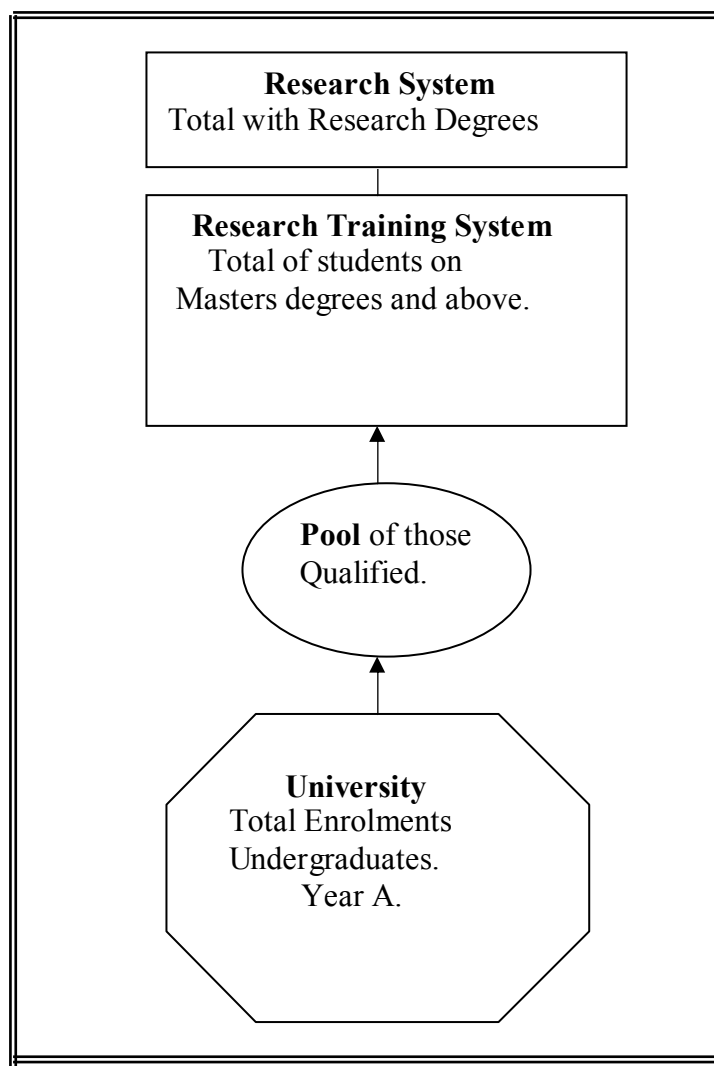 Research System
Total with Research Degrees
Research Training System
Total of students on
Masters degrees and above.
Pool of those
Qualified.
University
Total Enrolments
Undergraduates.
Year A.